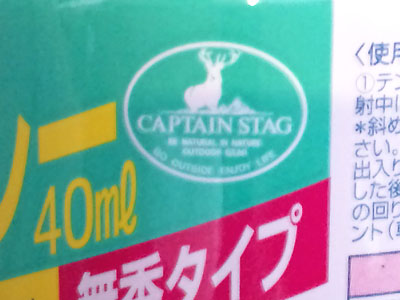 CAPTAIN STAG
BE NATURAL IN NATURE
OUTDOOR GEAR
GO OUTSIDE ENJOY LIFE
ノー
40ml
無香タイプ
〈使用
①テン
射中に
*斜め
さい。
出入り
した後
の回り
ント(